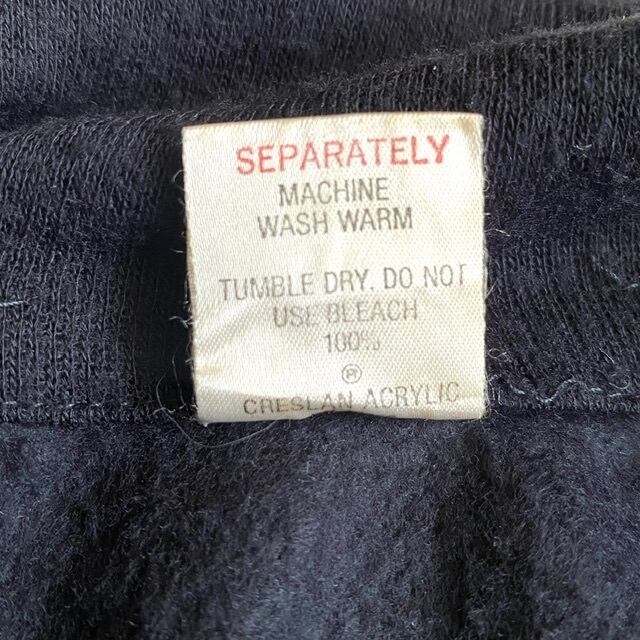 SEPARATELY
MACHINE
WASH WARM
TUMBLE DRY. DO NOT
USE BLEACH
100%
®
CRESLAN ACRYLIC